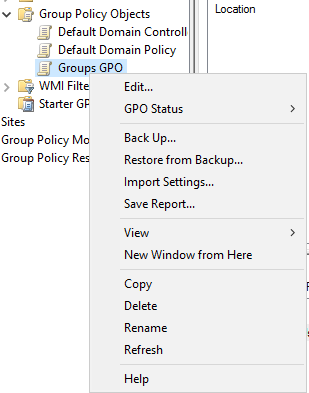 Location
Group Policy Objects
Default Domain Controll
Default Domain Policy
Groups GPO
WMI Filte
Starter GP
Sites
Group Policy Mo
Group Policy Res
Edit...
GPO Status
Back Up...
Restore from Backup...
Import Settings...
Save Report...
View
New Window from Here
Copy
Delete
Rename
Refresh
Help